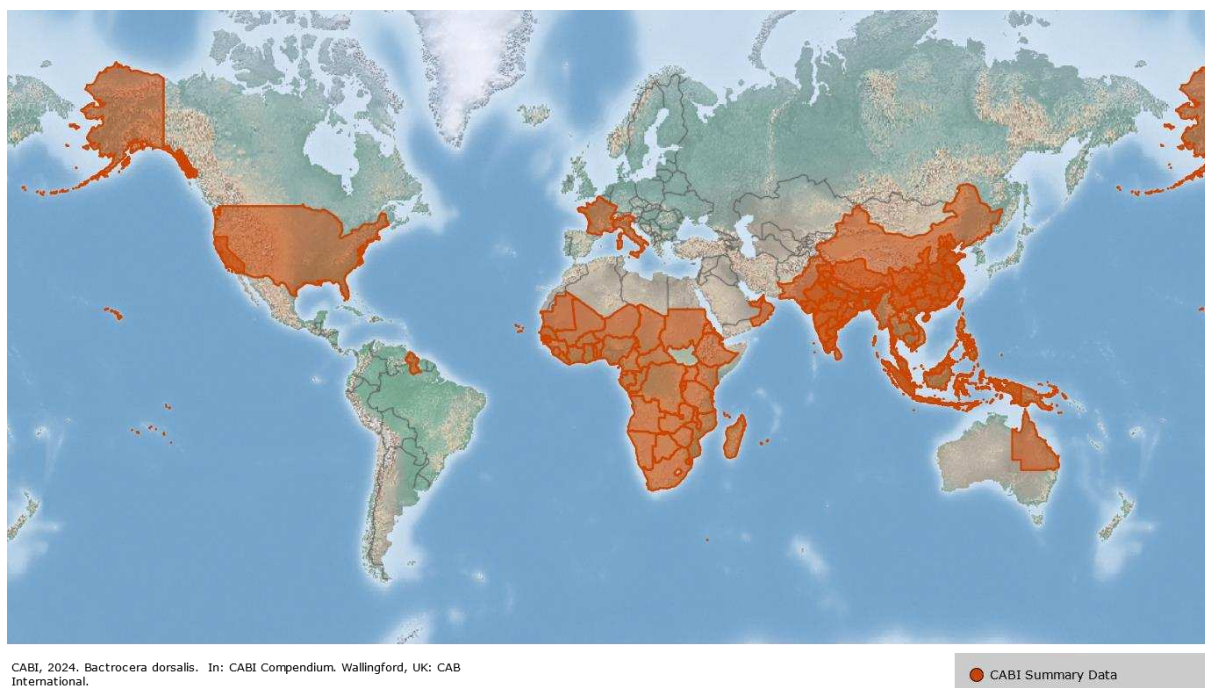 CABI, 2024. Bactrocera dorsalis. In: CABI Compendium. Wallingford, UK: CAB
International.
CABI Summary Data